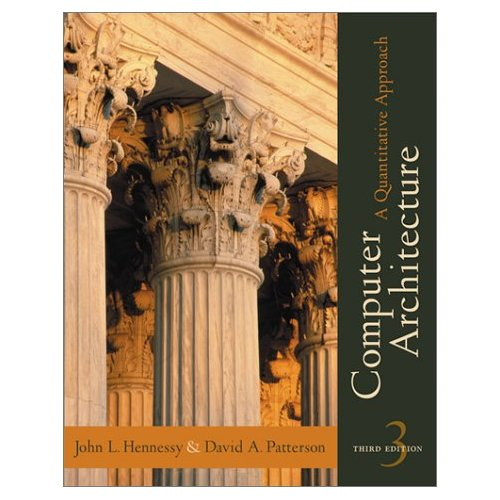 Computer
Architecture
A Quantitative Approach
John L. Hennessy & David A. Patterson
3
THIRD EDITION